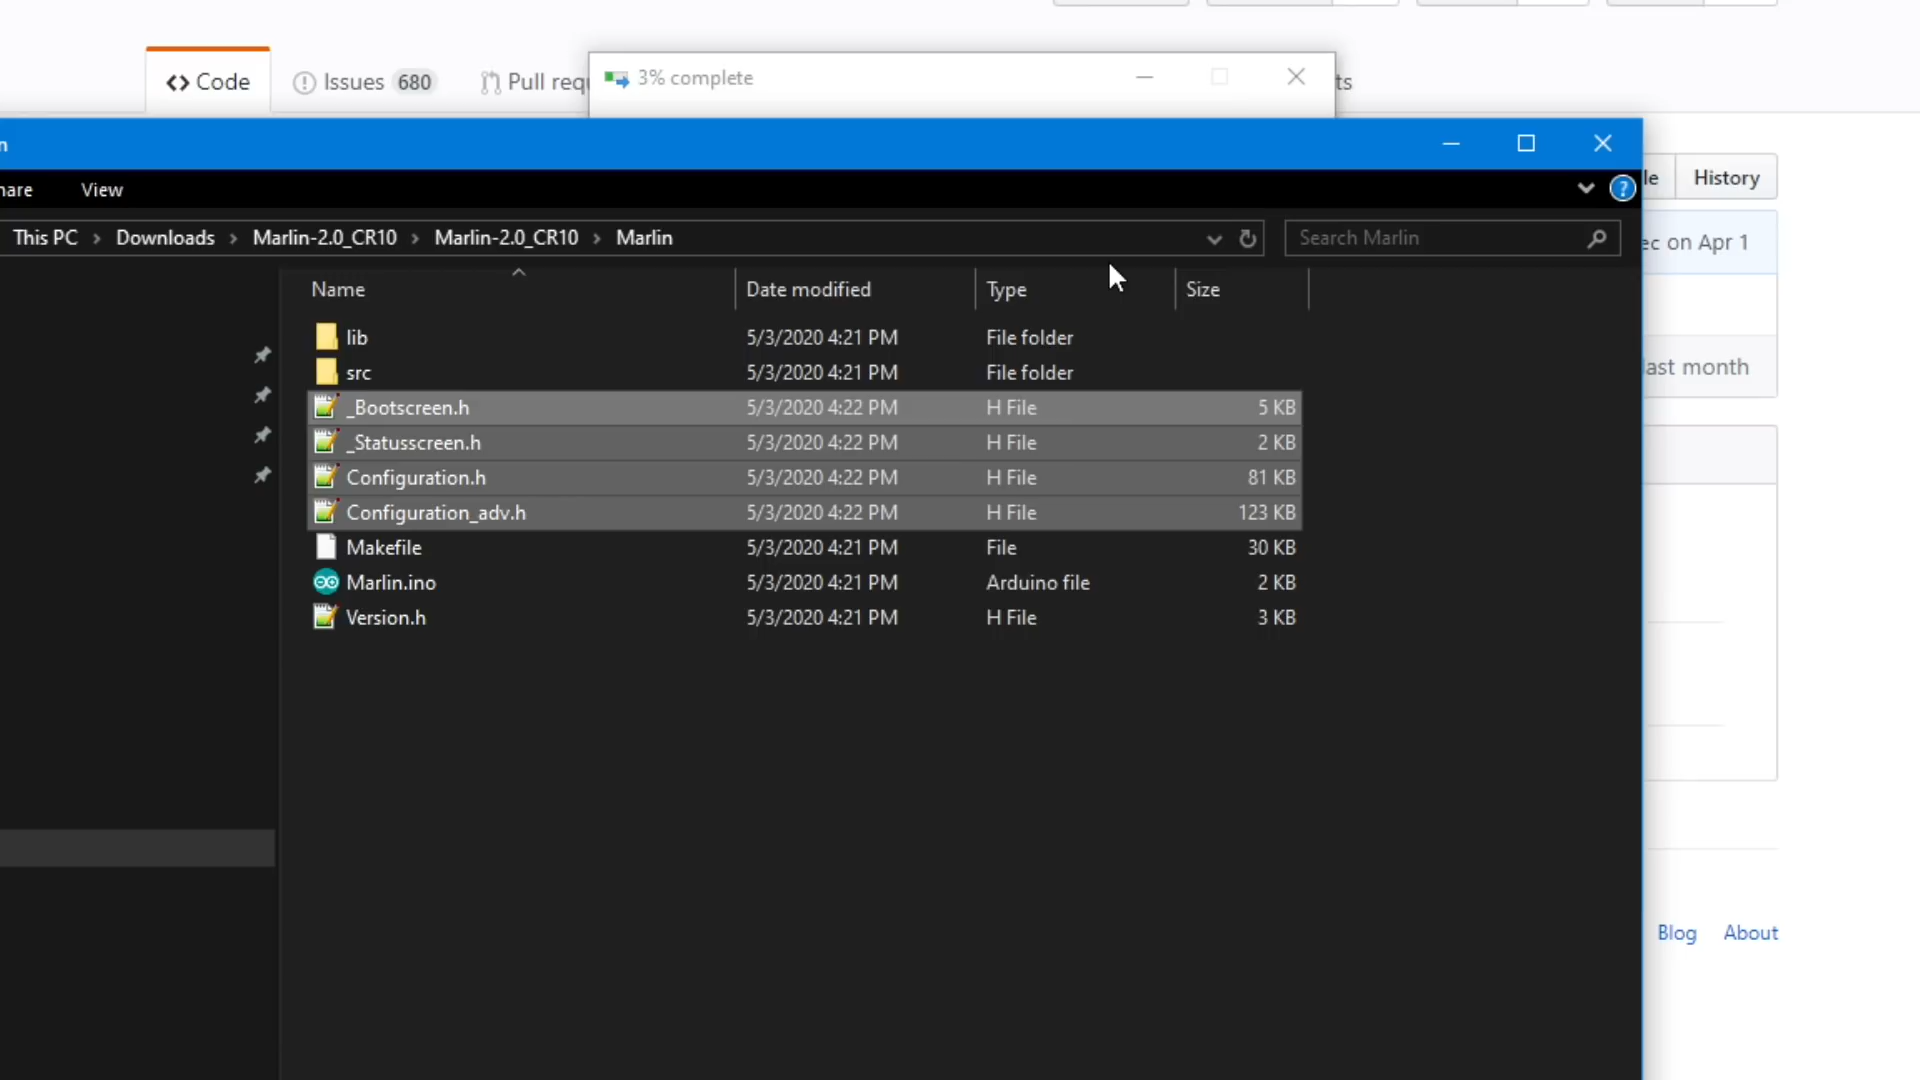 Code Issues 680 Pull requ
3% complete
ts
n
hare View
?
le History
This PC > Downloads > Marlin-2.0_CR10 > Marlin-2.0_CR10 > Marlin
Search Marlin
ec on Apr 1
Name Date modified Type Size
lib 5/3/2020 4:21 PM File folder
src 5/3/2020 4:21 PM File folder
last month
_Bootscreen.h 5/3/2020 4:22 PM H File 5 KB
_Statusscreen.h 5/3/2020 4:22 PM H File 2 KB
Configuration.h 5/3/2020 4:22 PM H File 81 KB
Configuration_adv.h 5/3/2020 4:22 PM H File 123 KB
Makefile 5/3/2020 4:21 PM File 30 KB
Marlin.ino 5/3/2020 4:21 PM Arduino file 2 KB
Version.h 5/3/2020 4:21 PM H File 3 KB
Blog About